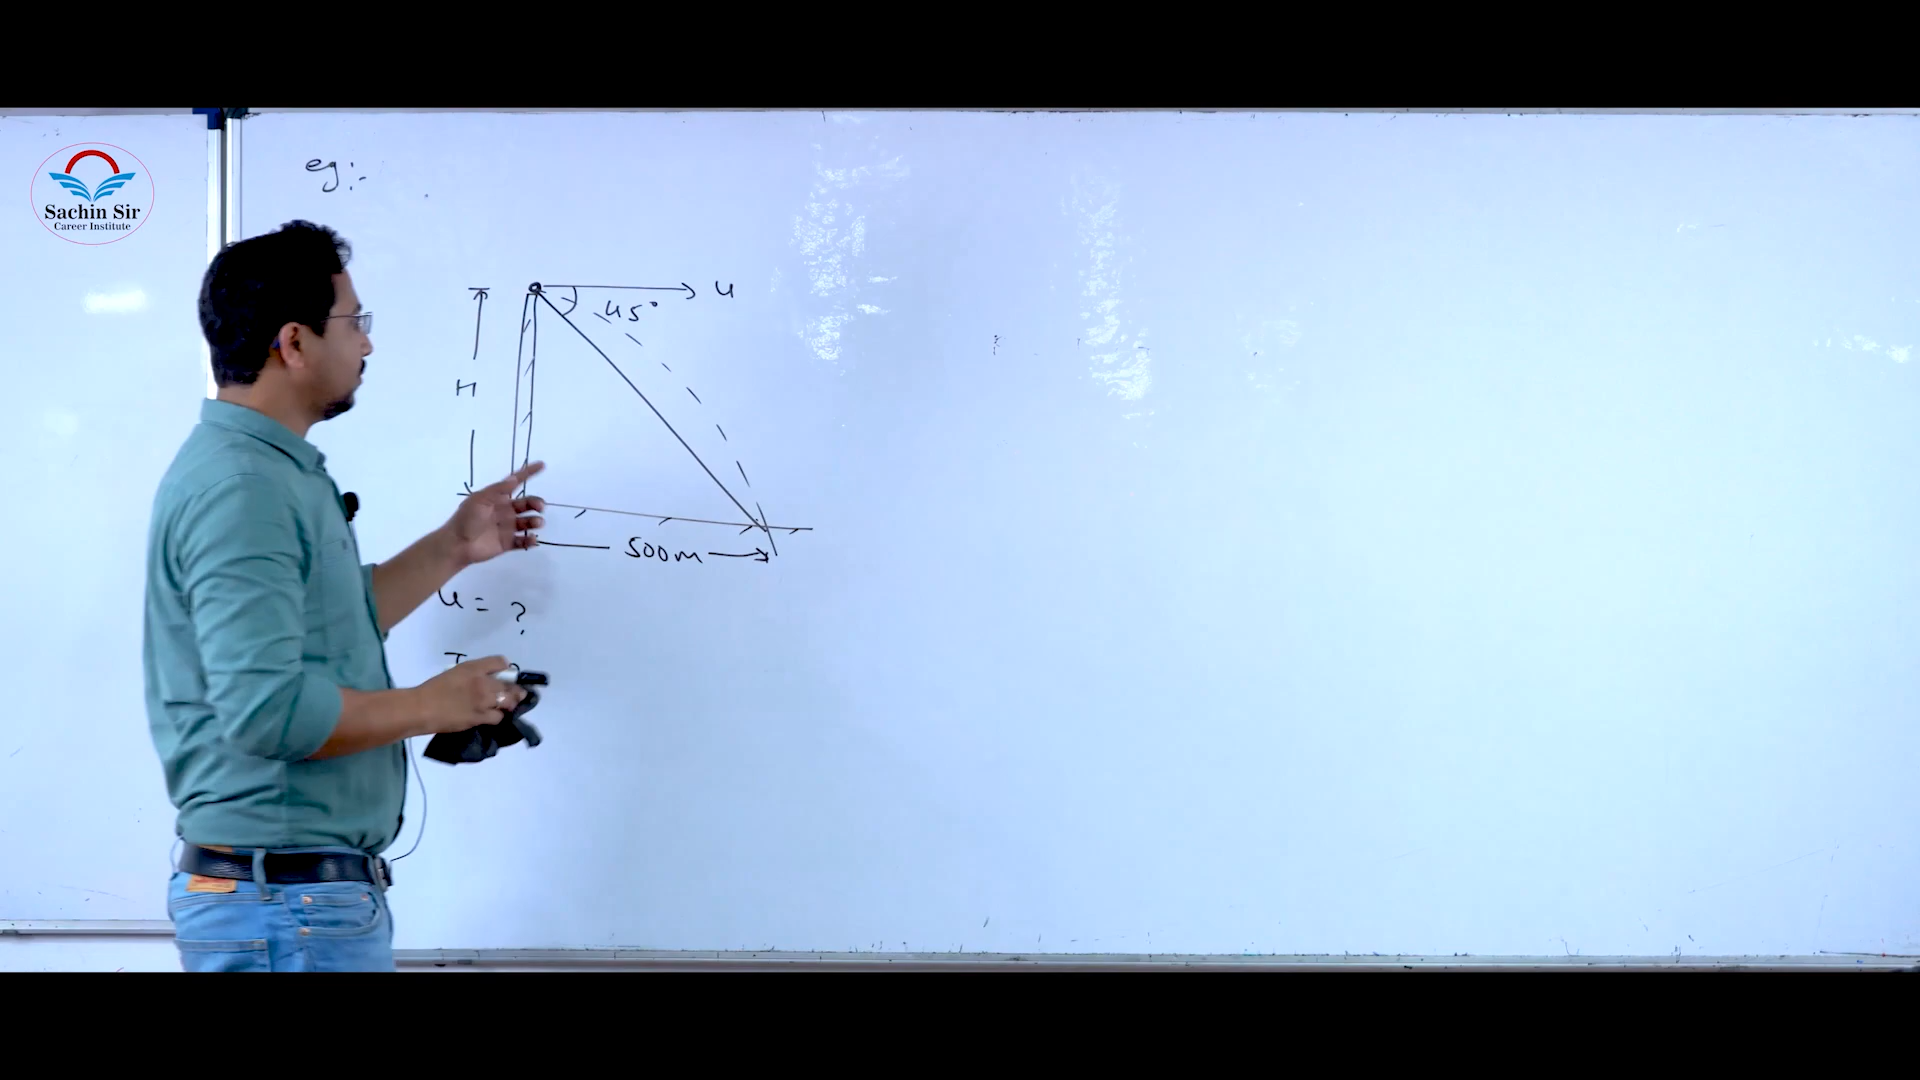 Sachin Sir
Career Institute
eg:-
u
45°
H
500m
u = ?